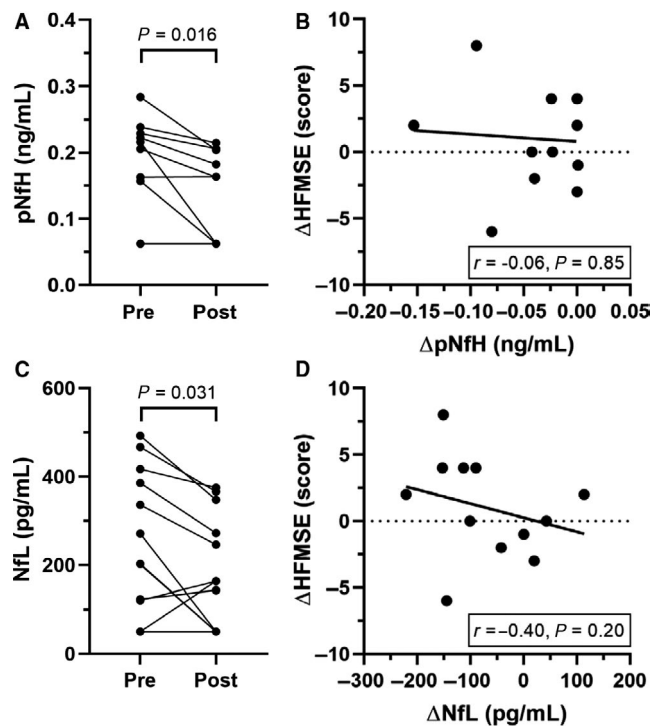 A
P = 0.016
pNfH (ng/mL)
0.4
0.3
0.2
0.1
0.0
Pre Post
B
ΔHFMSE (score)
10
5
0
–5
–10
r = -0.06, P = 0.85
–0.20 –0.15 –0.10 –0.05 0.00 0.05
ΔpNfH (ng/mL)
C
P = 0.031
NfL (pg/mL)
600
400
200
0
Pre Post
D
ΔHFMSE (score)
10
5
0
–5
–10
r = –0.40, P = 0.20
–300 –200 –100 0 100 200
ΔNfL (pg/mL)